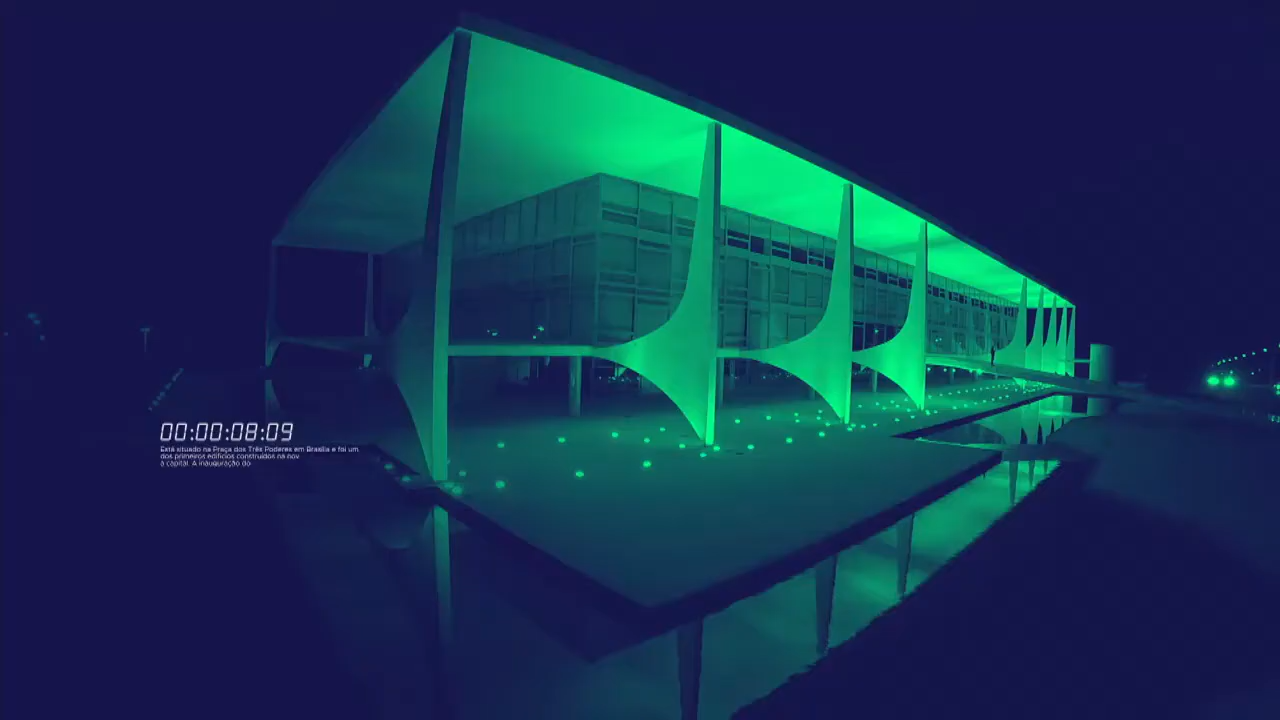 00:00:08:09
Está situado na Praça dos Três Poderes em Brasília e foi um
dos primeiros edifícios construídos na nov
a capital. A inauguração do